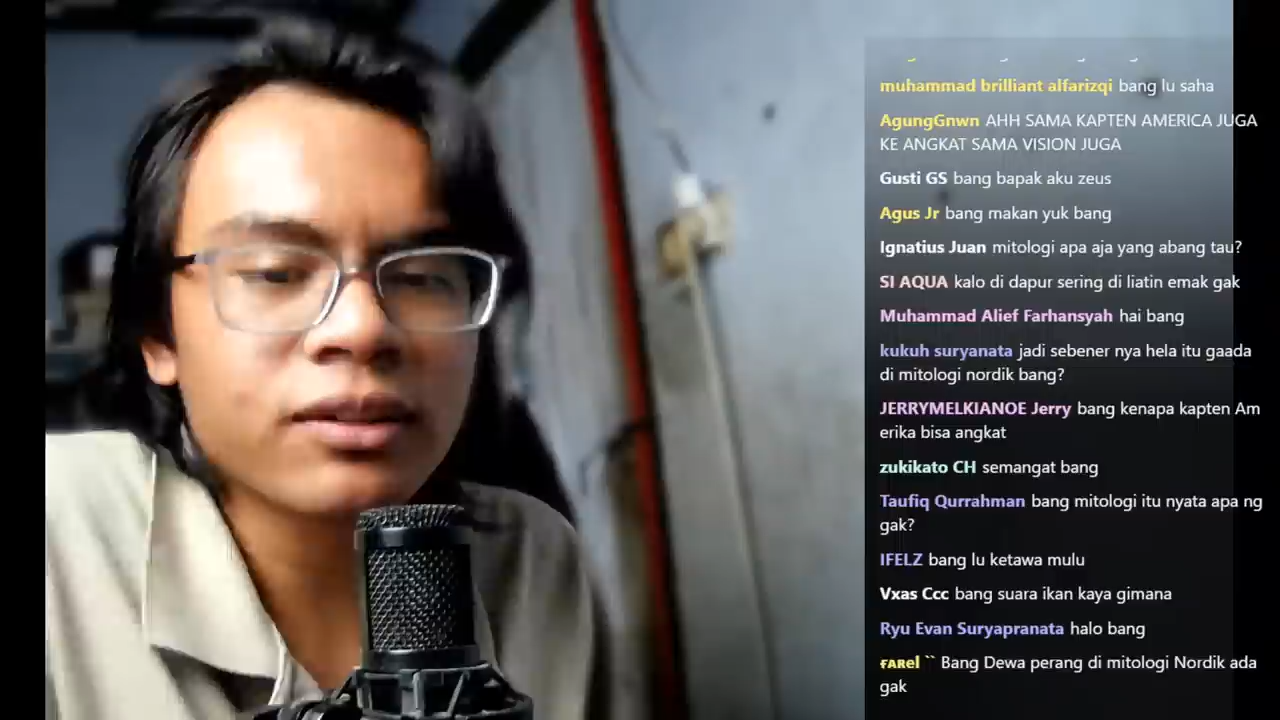 muhammad brilliant alfarizqi bang lu saha
AgungGnwn AHH SAMA KAPTEN AMERICA JUGA
KE ANGKAT SAMA VISION JUGA
Gusti GS bang bapak aku zeus
Agus Jr bang makan yuk bang
Ignatius Juan mitologi apa aja yang abang tau?
SI AQUA kalo di dapur sering di liatin emak gak
Muhammad Alief Farhansyah hai bang
kukuh suryanata jadi sebener nya hela itu gaada
di mitologi nordik bang?
JERRYMELKIANOE Jerry bang kenapa kapten Am
erika bisa angkat
zukikato CH semangat bang
Taufiq Qurrahman bang mitologi itu nyata apa ng
gak?
IFELZ bang lu ketawa mulu
Vxas Ccc bang suara ikan kaya gimana
Ryu Evan Suryapranata halo bang
ꜰᴀʀel `` Bang Dewa perang di mitologi Nordik ada
gak